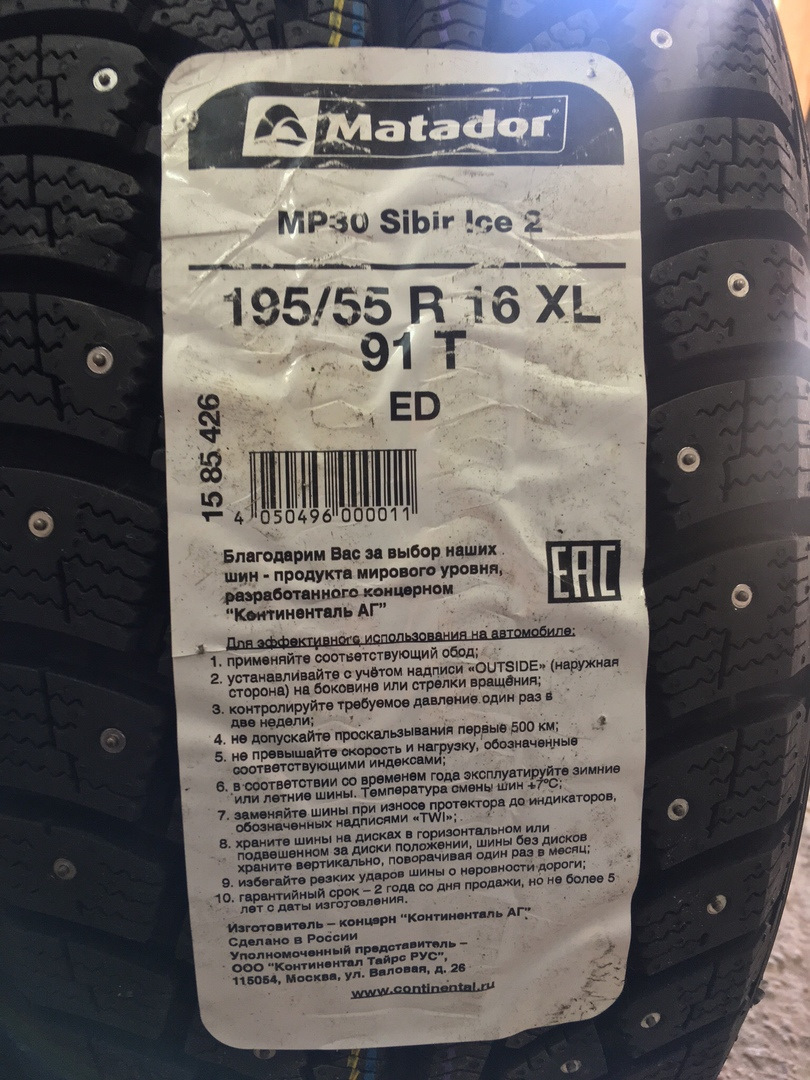 Matador
MP30 Sibir Ice 2
195/55 R 16 XL
91 T
ED
15 85 426
4 050496 000011
Благодарим Вас за выбор наших
шин - продукта мирового уровня,
разработанного концерном
“Континенталь АГ”
EAC
Для эффективного использования на автомобиле:
1. применяйте соответствующий обод;
2. устанавливайте с учётом надписи «OUTSIDE» (наружная
сторона) на боковине или стрелки вращения;
3. контролируйте требуемое давление один раз в
две недели;
4. не допускайте проскальзывания первые 500 км;
5. не превышайте скорость и нагрузку, обозначенные
соответствующими индексами;
6. в соответствии со временем года эксплуатируйте зимние
или летние шины. Температура смены шин +7°C;
7. заменяйте шины при износе протектора до индикаторов,
обозначенных надписями «TWI»;
8. храните шины на дисках в горизонтальном или
подвешенном за диски положении, шины без дисков
храните вертикально, поворачивая один раз в месяц;
9. избегайте резких ударов шины о неровности дороги;
10. гарантийный срок – 2 года со дня продажи, но не более 5
лет с даты изготовления.
Изготовитель – концерн “Континенталь АГ”
Сделано в России
Уполномоченный представитель –
ООО "Континентал Тайрс РУС",
115054, Москва, ул. Валовая, д. 26
www.continental.ru